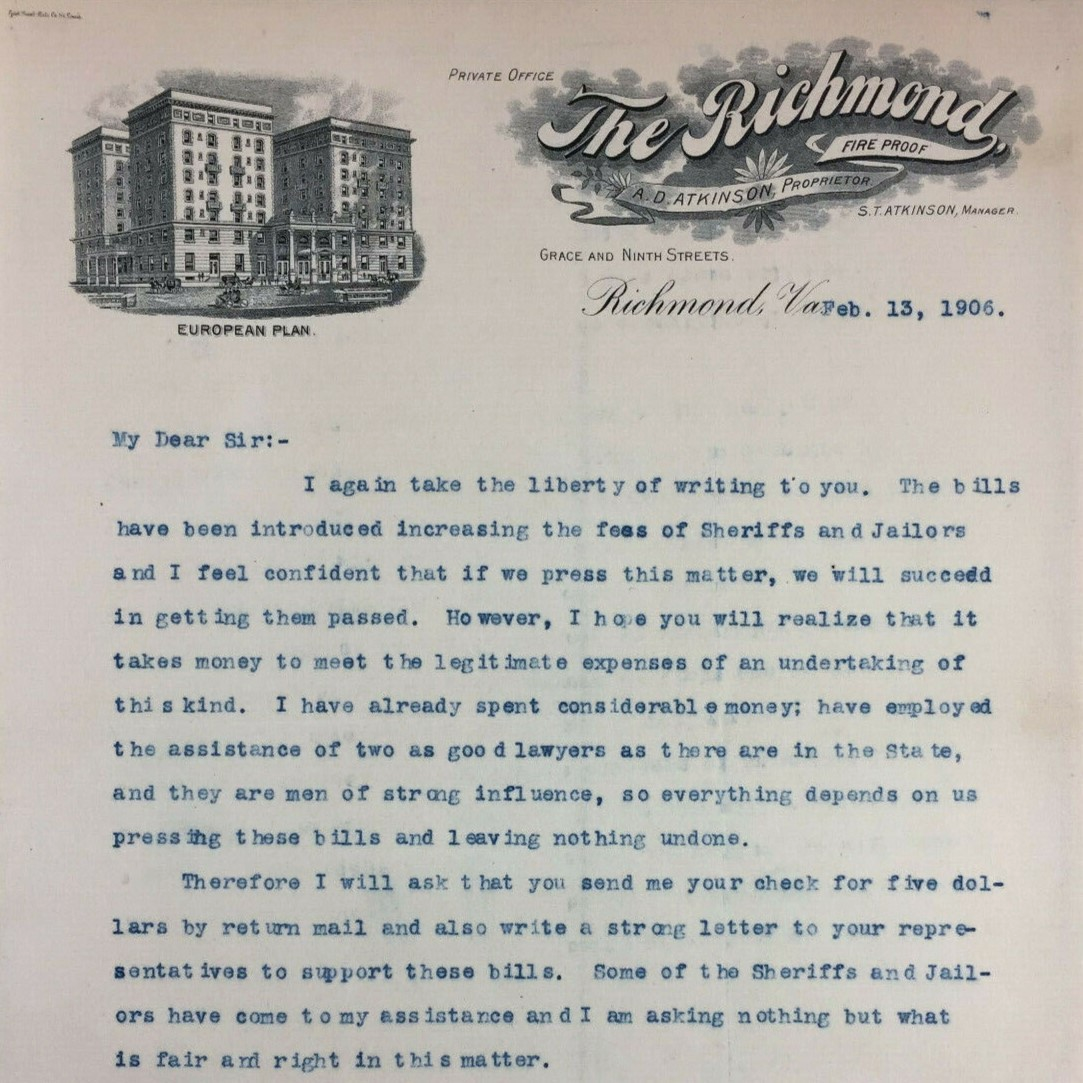 PRIVATE OFFICE
The Richmond,
FIRE PROOF
A. D. ATKINSON, PROPRIETOR.
S. T. ATKINSON, MANAGER.
GRACE AND NINTH STREETS.
EUROPEAN PLAN.
Richmond, Va. Feb. 13, 1906.
My Dear Sir:-
I again take the liberty of writing to you. The bills
have been introduced increasing the fees of Sheriffs and Jailors
and I feel confident that if we press this matter, we will succedd
in getting them passed. However, I hope you will realize that it
takes money to meet the legitimate expenses of an undertaking of
this kind. I have already spent considerable money; have employed
the assistance of two as good lawyers as there are in the State,
and they are men of strong influence, so everything depends on us
pressing these bills and leaving nothing undone.
Therefore I will ask that you send me your check for five dol-
lars by return mail and also write a strong letter to your repre-
sentatives to support these bills. Some of the Sheriffs and Jail-
ors have come to my assistance and I am asking nothing but what
is fair and right in this matter.